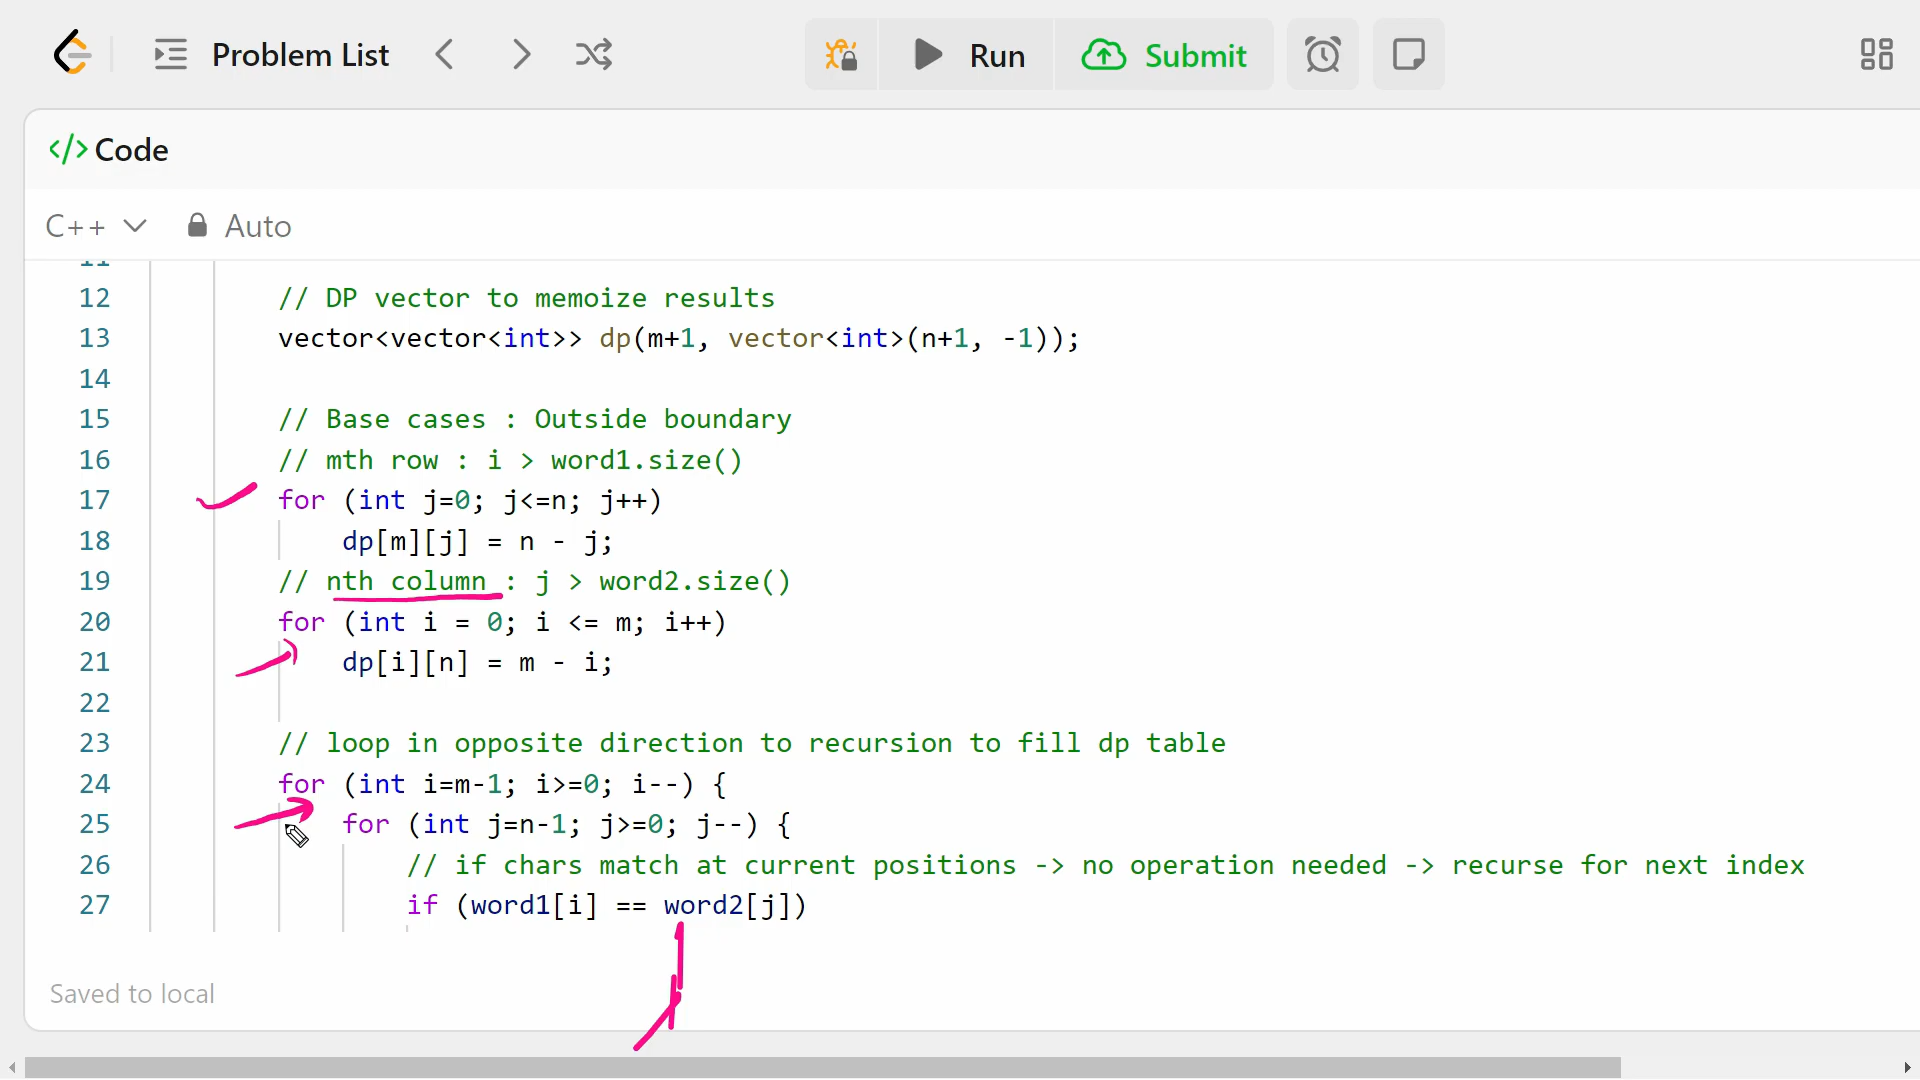 Problem List
Run
Submit
</> Code
C++
Auto
11
12 // DP vector to memoize results
13 vector<vector<int>> dp(m+1, vector<int>(n+1, -1));
14
15 // Base cases : Outside boundary
16 // mth row : i > word1.size()
17 for (int j=0; j<=n; j++)
18 dp[m][j] = n - j;
19 // nth column : j > word2.size()
20 for (int i = 0; i <= m; i++)
21 dp[i][n] = m - i;
22
23 // loop in opposite direction to recursion to fill dp table
24 for (int i=m-1; i>=0; i--) {
25 for (int j=n-1; j>=0; j--) {
26 // if chars match at current positions -> no operation needed -> recurse for next index
27 if (word1[i] == word2[j])
Saved to local